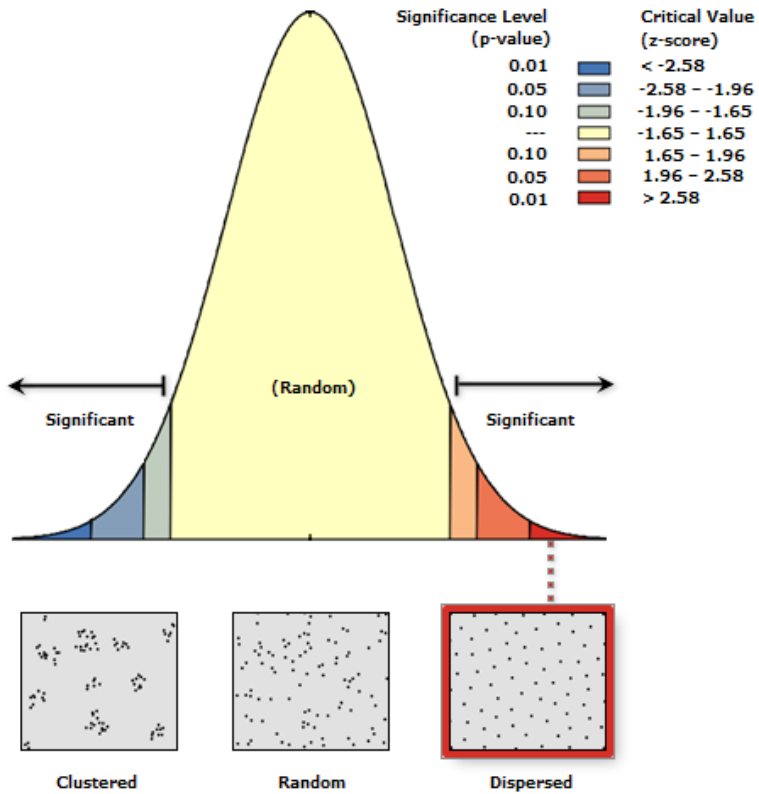 Significance Level Critical Value
(p-value) (z-score)
0.01 < -2.58
0.05 -2.58 – -1.96
0.10 -1.96 – -1.65
--- -1.65 – 1.65
0.10 1.65 – 1.96
0.05 1.96 – 2.58
0.01 > 2.58
(Random)
Significant Significant
Clustered Random Dispersed